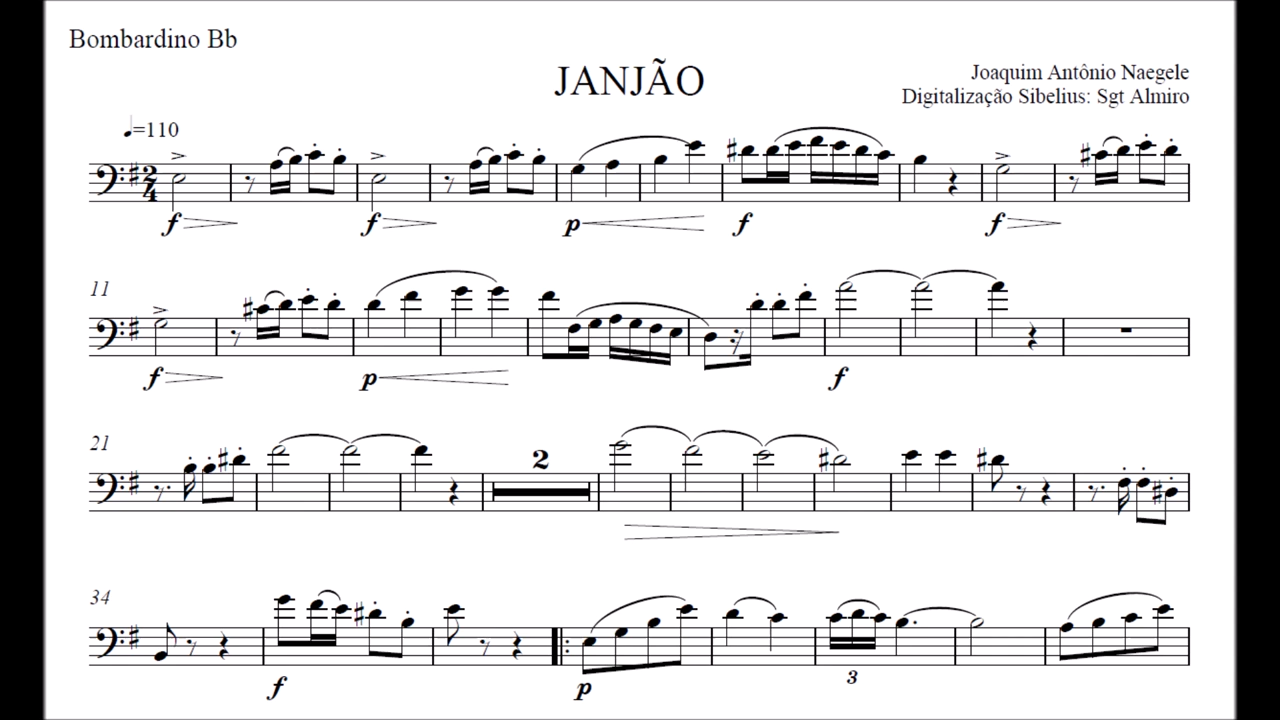 Bombardino Bb
JANJÃO
Joaquim Antônio Naegele
Digitalização Sibelius: Sgt Almiro
♩=110
2
4
f
f
p
f
f
11
f
p
f
21
2
34
f
p
3